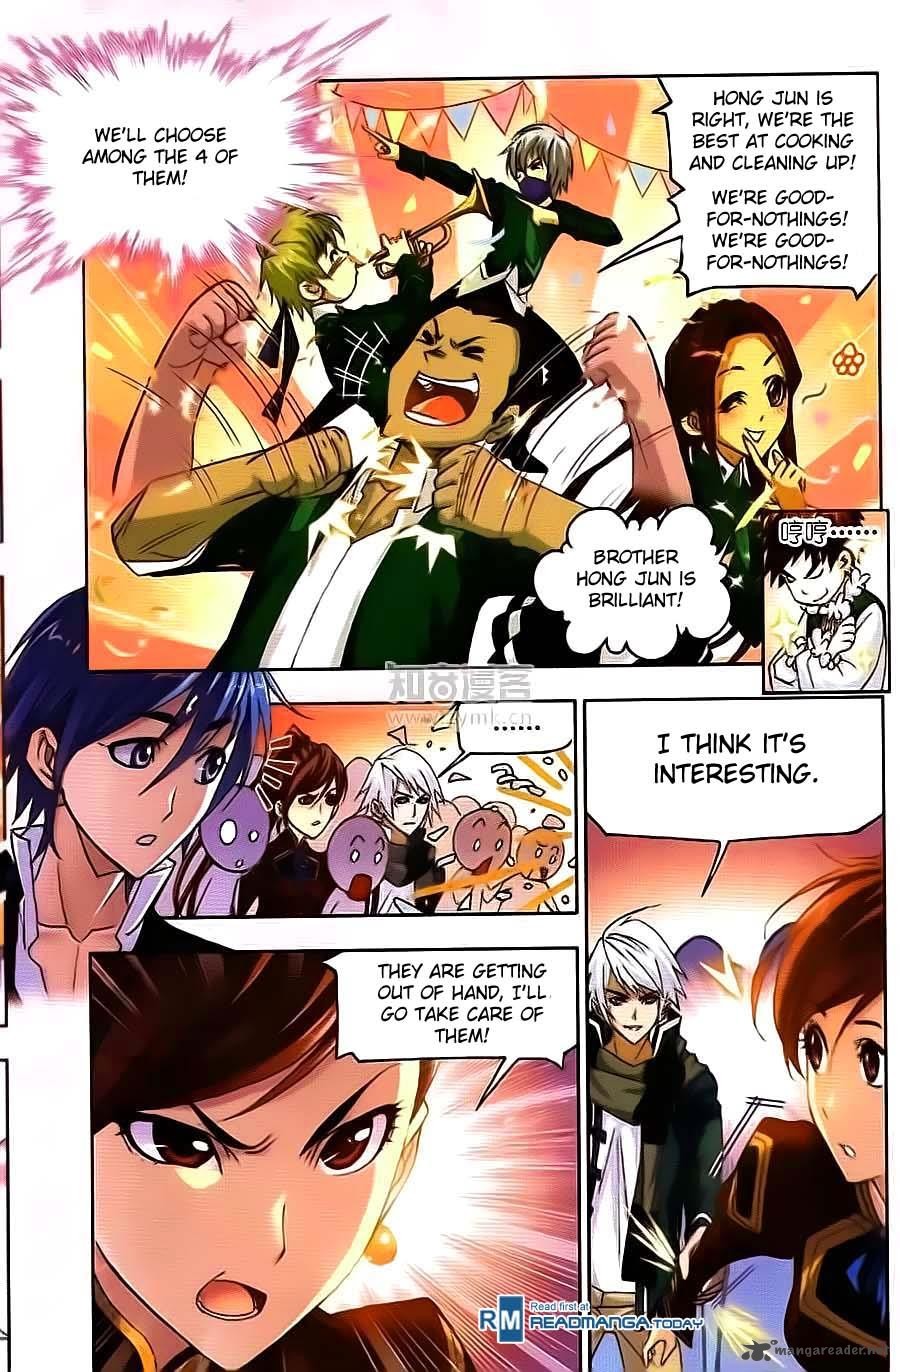 WE'LL CHOOSE
AMONG THE 4 OF
THEM!
HONG JUN IS
RIGHT, WE'RE THE
BEST AT COOKING
AND CLEANING UP!
WE'RE GOOD-
FOR-NOTHINGS!
WE'RE GOOD-
FOR-NOTHINGS!
BROTHER
HONG JUN IS
BRILLIANT!
哼哼……
知音漫客
www.zymk.cn
......
I THINK IT'S
INTERESTING.
THEY ARE GETTING
OUT OF HAND, I'LL
GO TAKE CARE OF
THEM!
RM
Read first at
READMANGA.TODAY
mangareader.net